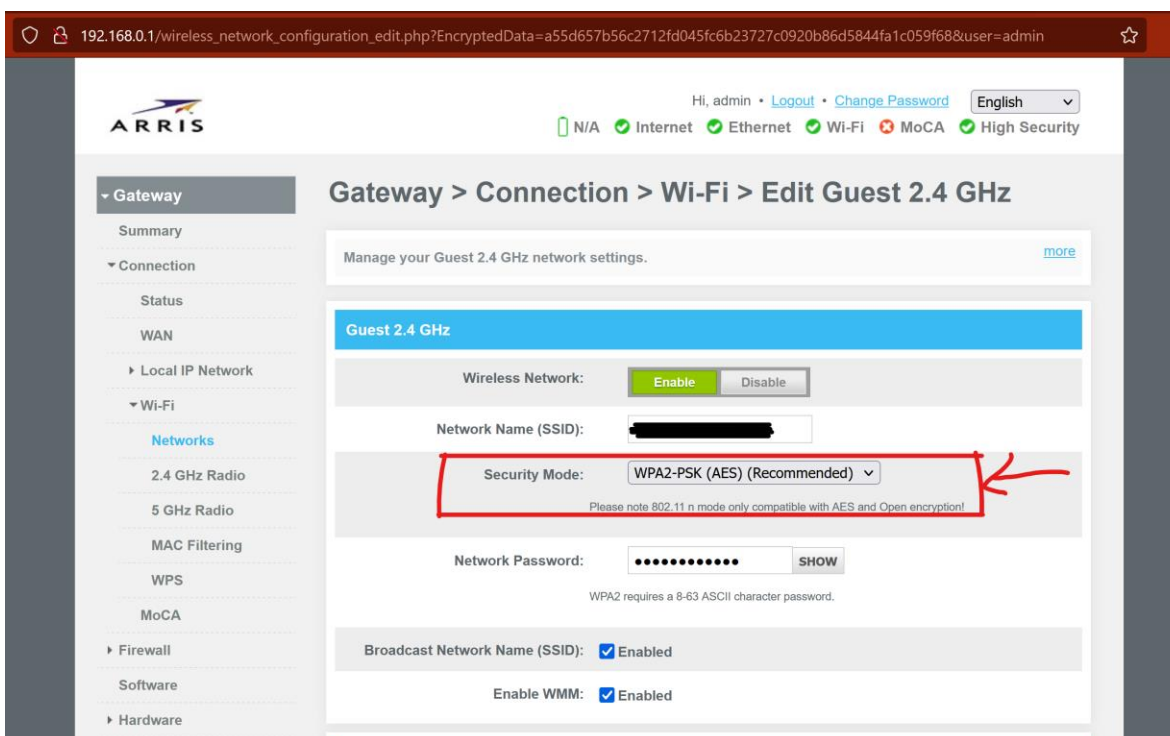 192.168.0.1/wireless_network_configuration_edit.php?EncryptedData=a55d657b56c2712fd045fc6b23727c0920b86d5844fa1c059f68&user=admin
ARRIS
Hi, admin • Logout • Change Password English
N/A Internet Ethernet Wi-Fi MoCA High Security
Gateway
Summary
Connection
Status
WAN
Local IP Network
Wi-Fi
Networks
2.4 GHz Radio
5 GHz Radio
MAC Filtering
WPS
MoCA
Firewall
Software
Hardware
Gateway > Connection > Wi-Fi > Edit Guest 2.4 GHz
Manage your Guest 2.4 GHz network settings. more
Guest 2.4 GHz
Wireless Network: Enable Disable
Network Name (SSID):
Security Mode: WPA2-PSK (AES) (Recommended)
Please note 802.11 n mode only compatible with AES and Open encryption!
Network Password: •••••••••••• SHOW
WPA2 requires a 8-63 ASCII character password.
Broadcast Network Name (SSID): Enabled
Enable WMM: Enabled